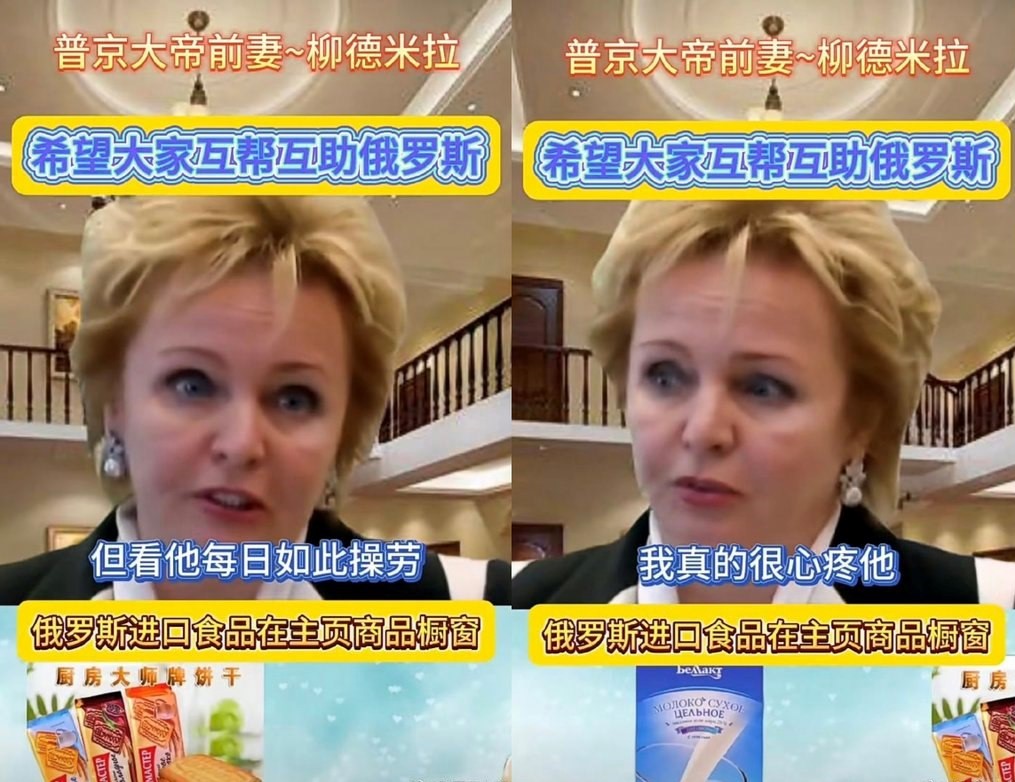 普京大帝前妻~柳德米拉
希望大家互帮互助俄罗斯
但看他每日如此操劳
俄罗斯进口食品在主页商品橱窗
厨房大师牌饼干
普京大帝前妻~柳德米拉
希望大家互帮互助俄罗斯
我真的很心疼他
俄罗斯进口食品在主页商品橱窗
Беллакт
МОЛОКО СУХОЕ
ЦЕЛЬНОЕ
厨房